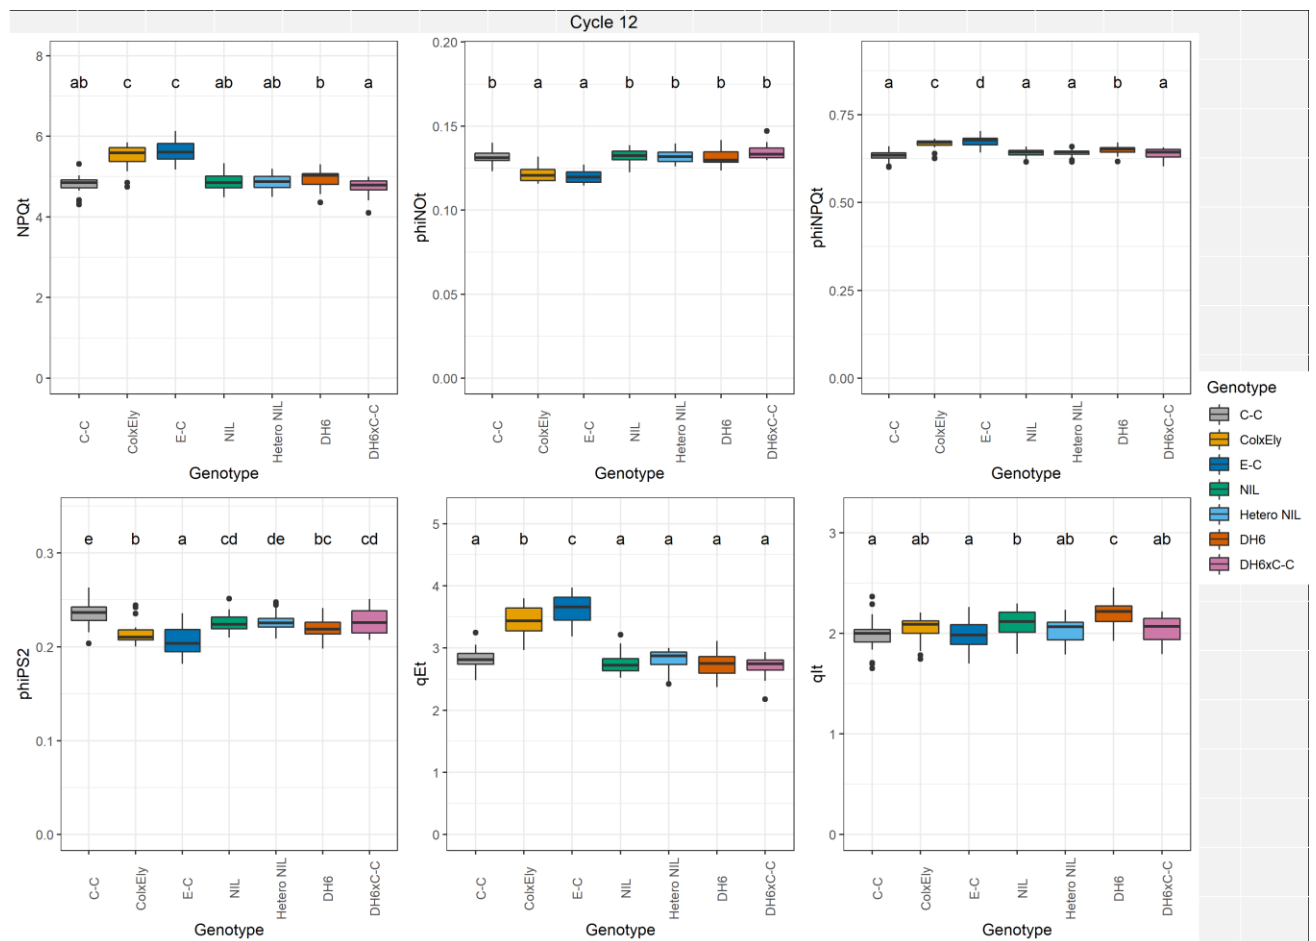 Cycle 12
NPQt
8
6
4
2
0
ab c c ab ab b a
C-C
ColxEly
E-C
NIL
Hetero NIL
DH6
DH6xC-C
Genotype
phiNOt
0.20
0.15
0.10
0.05
0.00
b a a b b b b
C-C
ColxEly
E-C
NIL
Hetero NIL
DH6
DH6xC-C
Genotype
phiNPQt
0.75
0.50
0.25
0.00
a c d a a b a
C-C
ColxEly
E-C
NIL
Hetero NIL
DH6
DH6xC-C
Genotype
phiPS2
0.3
0.2
0.1
0.0
e b a cd de bc cd
C-C
ColxEly
E-C
NIL
Hetero NIL
DH6
DH6xC-C
Genotype
qEt
5
4
3
2
1
0
a b c a a a a
C-C
ColxEly
E-C
NIL
Hetero NIL
DH6
DH6xC-C
Genotype
qIt
3
2
1
0
a ab a b ab c ab
C-C
ColxEly
E-C
NIL
Hetero NIL
DH6
DH6xC-C
Genotype
Genotype
C-C
ColxEly
E-C
NIL
Hetero NIL
DH6
DH6xC-C